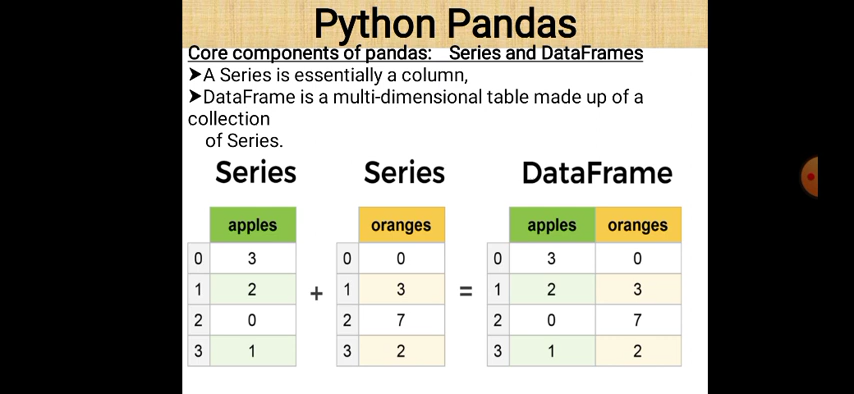 Python Pandas
Core components of pandas: Series and DataFrames
➤A Series is essentially a column,
➤DataFrame is a multi-dimensional table made up of a
collection
of Series.
Series Series DataFrame
apples oranges apples oranges
0 3 0 0 0 3 0
1 2 + 1 3 = 1 2 3
2 0 2 7 2 0 7
3 1 3 2 3 1 2